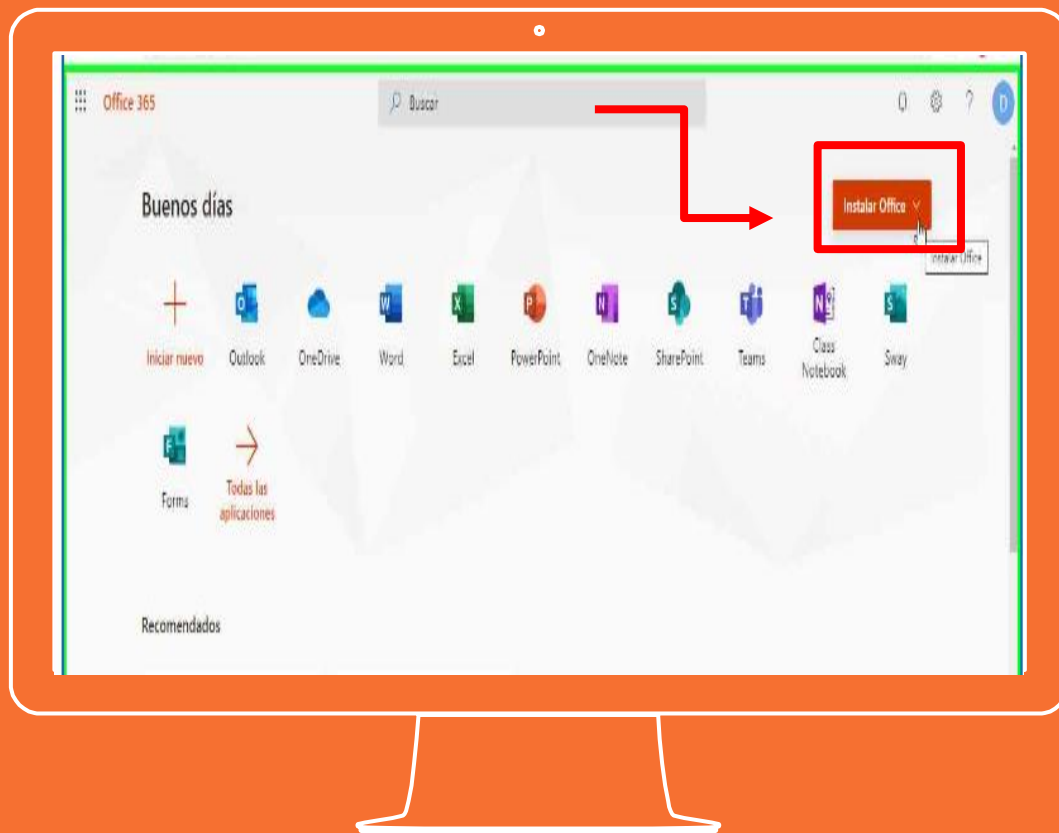 Office 365
Buscar
?
D
Buenos días
Instalar Office
Instalar Office
Iniciar nuevo
Outlook
OneDrive
Word
Excel
PowerPoint
OneNote
SharePoint
Teams
Class
Notebook
Sway
Forms
Todas las
aplicaciones
Recomendados